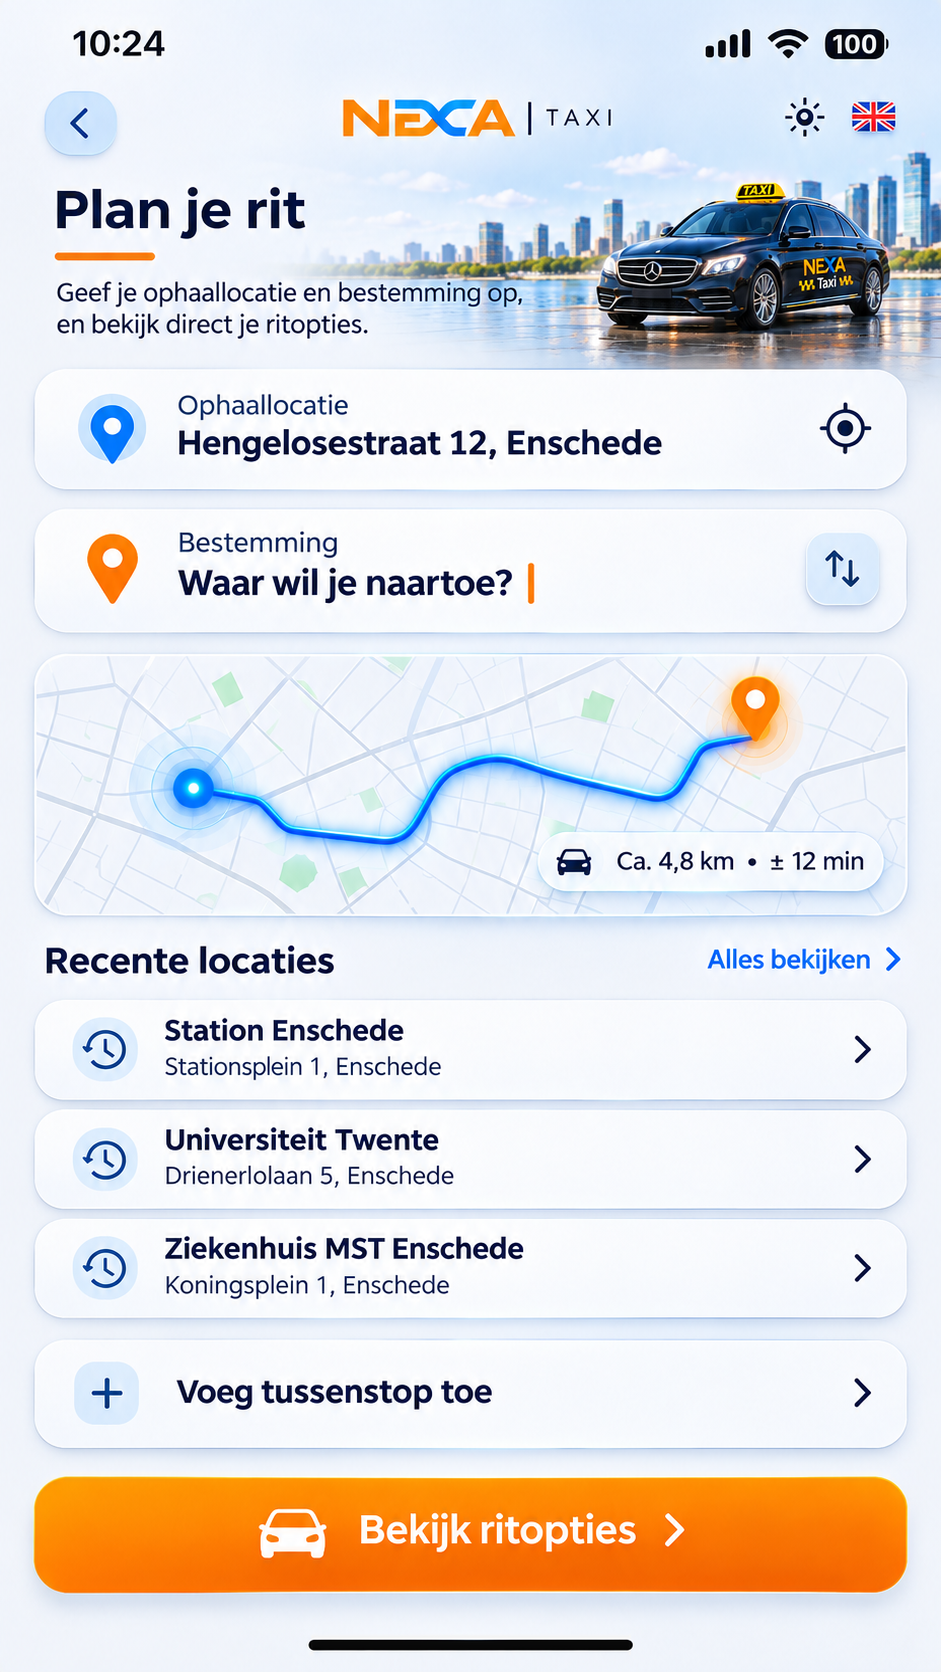 10:24
100
NEXA | TAXI
TAXI
Plan je rit
NEXA
Taxi
Geef je ophaallocatie en bestemming op,
en bekijk direct je ritopties.
Ophaallocatie
Hengelosestraat 12, Enschede
Bestemming
Waar wil je naartoe?
Ca. 4,8 km • ± 12 min
Recente locaties
Alles bekijken
Station Enschede
Stationsplein 1, Enschede
Universiteit Twente
Drienerlolaan 5, Enschede
Ziekenhuis MST Enschede
Koningsplein 1, Enschede
Voeg tussenstop toe
Bekijk ritopties